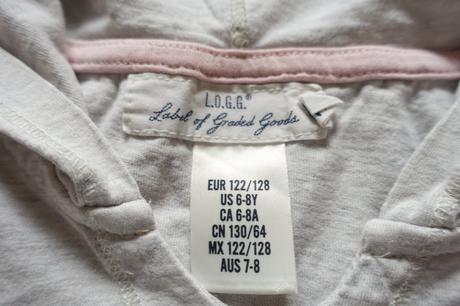 L.O.G.G.®
Label of Graded Goods
EUR 122/128
US 6-8Y
CA 6-8A
CN 130/64
MX 122/128
AUS 7-8